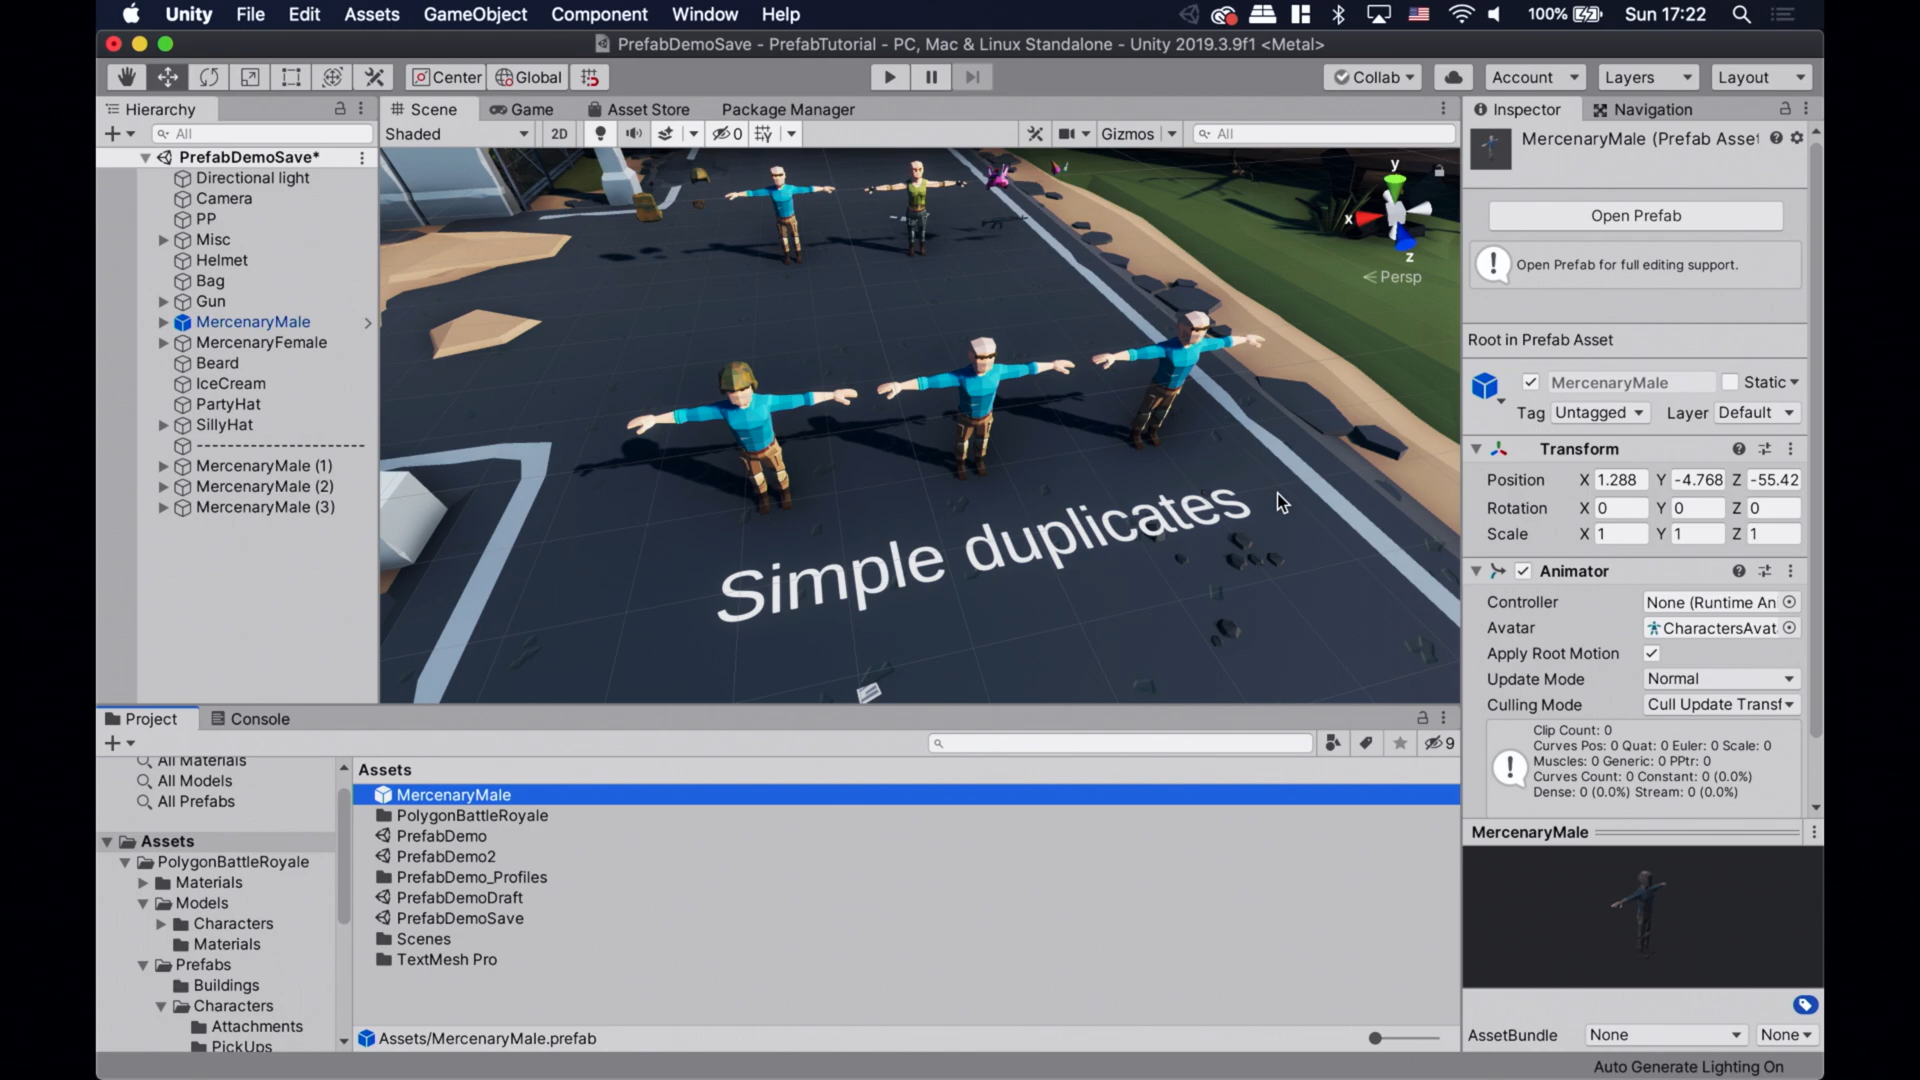 Unity File Edit Assets GameObject Component Window Help 100% Sun 17:22
PrefabDemoSave - PrefabTutorial - PC, Mac & Linux Standalone - Unity 2019.3.9f1 <Metal>
Center Global Collab Account Layers Layout
Hierarchy
All
PrefabDemoSave*
Directional light
Camera
PP
Misc
Helmet
Bag
Gun
MercenaryMale
MercenaryFemale
Beard
IceCream
PartyHat
SillyHat
--------------------
MercenaryMale (1)
MercenaryMale (2)
MercenaryMale (3)
Scene Game Asset Store Package Manager
Shaded 2D 0 Gizmos All
y
x
z
Persp
Simple duplicates
Inspector Navigation
MercenaryMale (Prefab Asset
Open Prefab
Open Prefab for full editing support.
Root in Prefab Asset
MercenaryMale Static
Tag Untagged Layer Default
Transform
Position X 1.288 Y -4.768 Z -55.42
Rotation X 0 Y 0 Z 0
Scale X 1 Y 1 Z 1
Animator
Controller None (Runtime An
Avatar CharactersAvat
Apply Root Motion
Update Mode Normal
Culling Mode Cull Update Transf
Clip Count: 0
Curves Pos: 0 Quat: 0 Euler: 0 Scale: 0
Muscles: 0 Generic: 0 PPtr: 0
Curves Count: 0 Constant: 0 (0.0%)
Dense: 0 (0.0%) Stream: 0 (0.0%)
MercenaryMale
AssetBundle None None
Project Console
9
All Materials
All Models
All Prefabs
Assets
PolygonBattleRoyale
Materials
Models
Characters
Materials
Prefabs
Buildings
Characters
Attachments
PickUps
Assets
MercenaryMale
PolygonBattleRoyale
PrefabDemo
PrefabDemo2
PrefabDemo_Profiles
PrefabDemoDraft
PrefabDemoSave
Scenes
TextMesh Pro
Assets/MercenaryMale.prefab
Auto Generate Lighting On